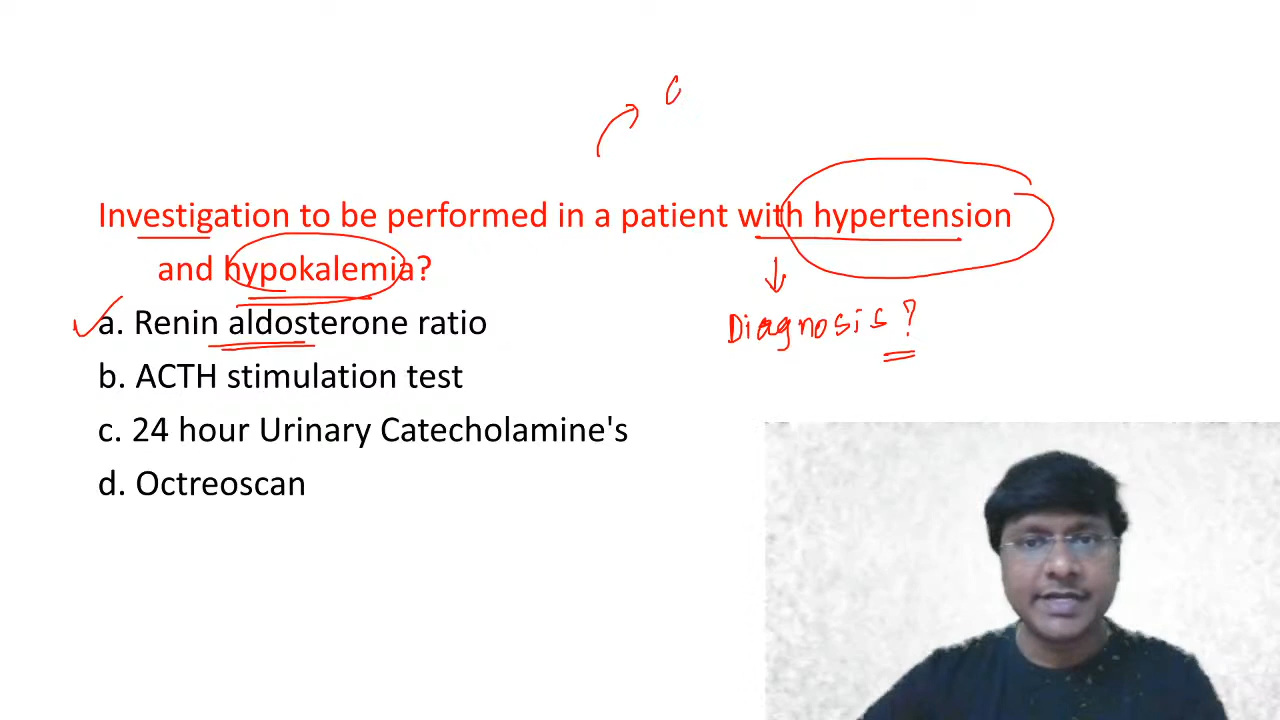 C
Investigation to be performed in a patient with hypertension
and hypokalemia?
a. Renin aldosterone ratio
Diagnosis?
b. ACTH stimulation test
c. 24 hour Urinary Catecholamine's
d. Octreoscan